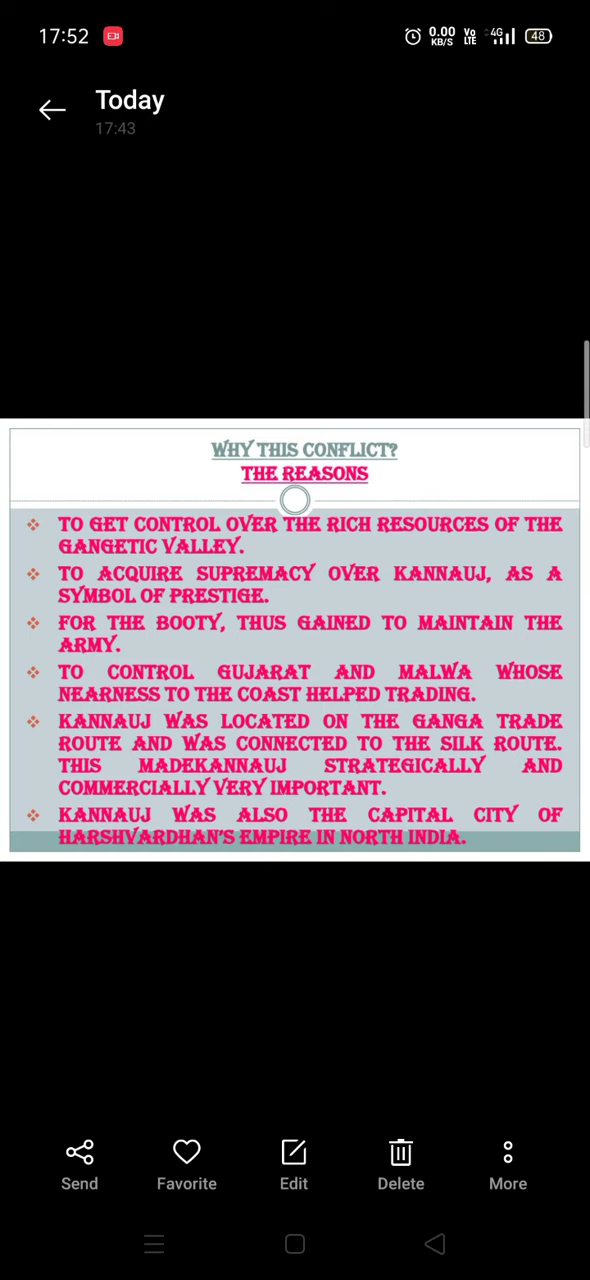 17:52
0.00 KB/S Vo LTE 4G 48
Today
17:43
WHY THIS CONFLICT?
THE REASONS
❖ TO GET CONTROL OVER THE RICH RESOURCES OF THE
GANGETIC VALLEY.
❖ TO ACQUIRE SUPREMACY OVER KANNAUJ, AS A
SYMBOL OF PRESTIGE.
❖ FOR THE BOOTY, THUS GAINED TO MAINTAIN THE
ARMY.
❖ TO CONTROL GUJARAT AND MALWA WHOSE
NEARNESS TO THE COAST HELPED TRADING.
❖ KANNAUJ WAS LOCATED ON THE GANGA TRADE
ROUTE AND WAS CONNECTED TO THE SILK ROUTE.
THIS MADEKANNAUJ STRATEGICALLY AND
COMMERCIALLY VERY IMPORTANT.
❖ KANNAUJ WAS ALSO THE CAPITAL CITY OF
HARSHVARDHAN'S EMPIRE IN NORTH INDIA.
Send Favorite Edit Delete More